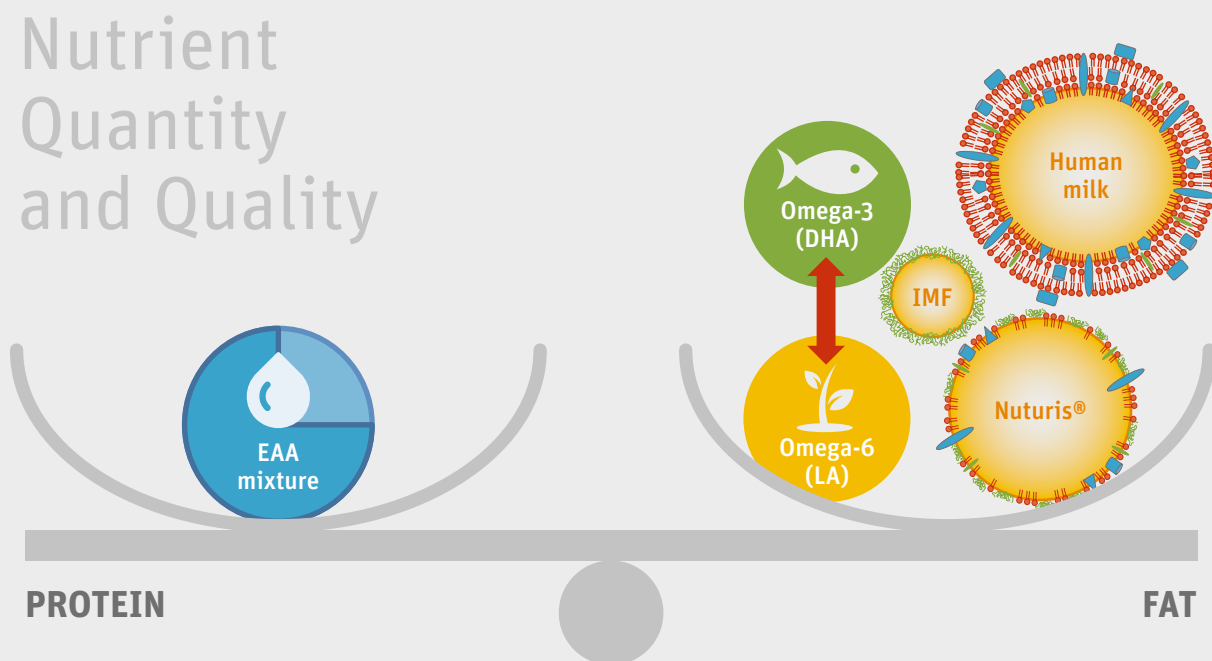 Nutrient
Quantity
and Quality
Human
milk
Omega-3
(DHA)
IMF
Omega-6
(LA)
Nuturis®
EAA
mixture
PROTEIN
FAT